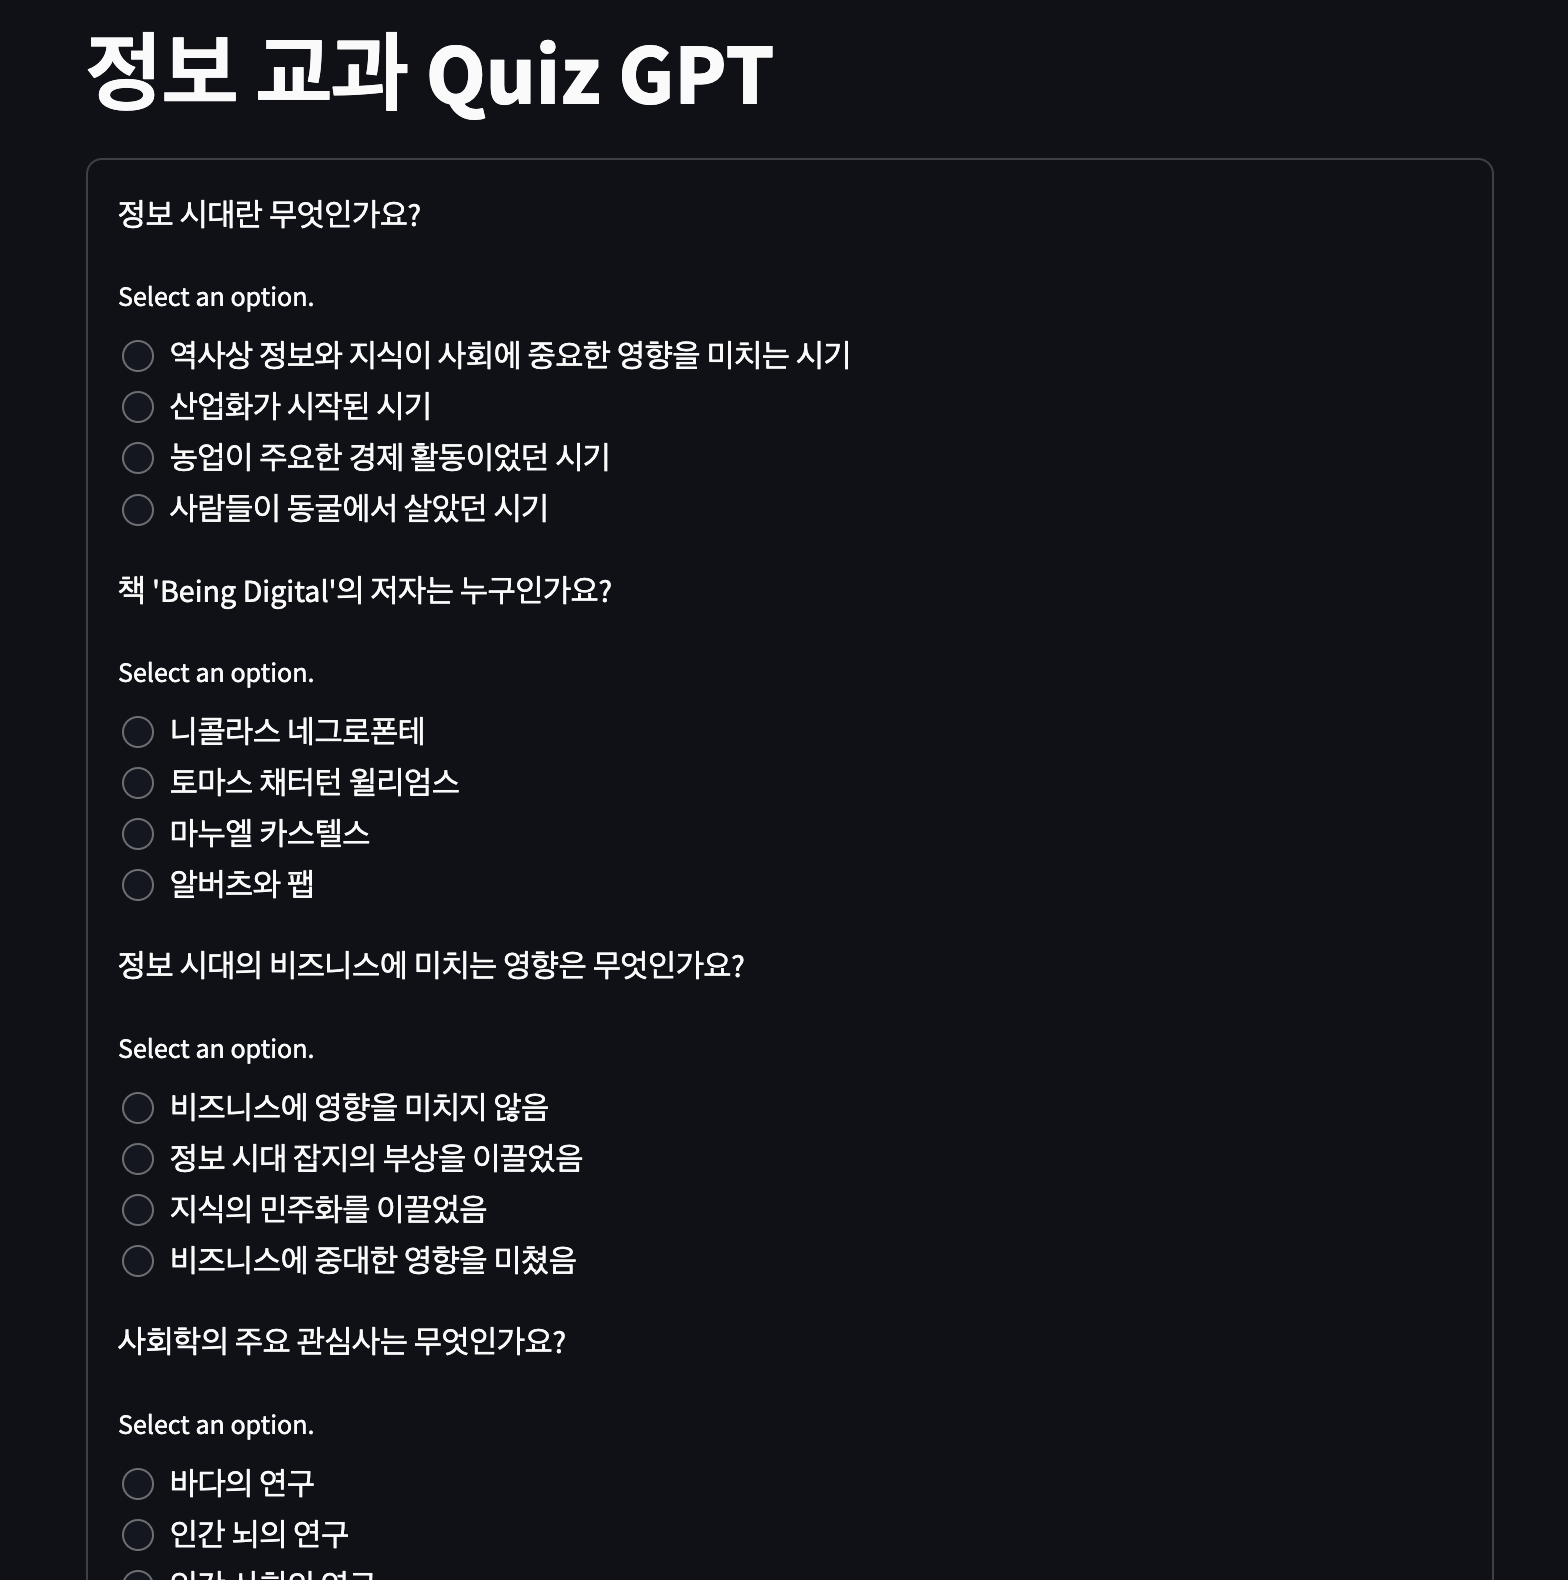 정보 교과 Quiz GPT
정보 시대란 무엇인가요?
Select an option.
역사상 정보와 지식이 사회에 중요한 영향을 미치는 시기
산업화가 시작된 시기
농업이 주요한 경제 활동이었던 시기
사람들이 동굴에서 살았던 시기
책 'Being Digital'의 저자는 누구인가요?
Select an option.
니콜라스 네그로폰테
토마스 채터턴 윌리엄스
마누엘 카스텔스
알버츠와 팹
정보 시대의 비즈니스에 미치는 영향은 무엇인가요?
Select an option.
비즈니스에 영향을 미치지 않음
정보 시대 잡지의 부상을 이끌었음
지식의 민주화를 이끌었음
비즈니스에 중대한 영향을 미쳤음
사회학의 주요 관심사는 무엇인가요?
Select an option.
바다의 연구
인간 뇌의 연구